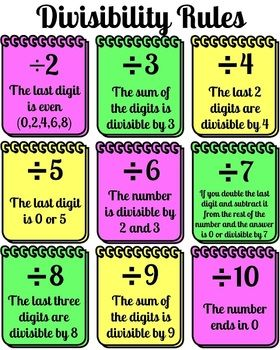 Divisibility Rules
÷2
The last digit
is even
(0,2,4,6,8)
÷3
The sum of
the digits is
divisible by 3
÷4
The last 2
digits are
divisible by 4
÷5
The last digit
is 0 or 5
÷6
The number
is divisible by
2 and 3
÷7
If you double the last
digit and subtract it
from the rest of the
number and the answer
is 0 or divisible by 7
÷8
The last three
digits are
divisible by 8
÷9
The sum of
the digits is
divisible by 9
÷10
The number
ends in 0